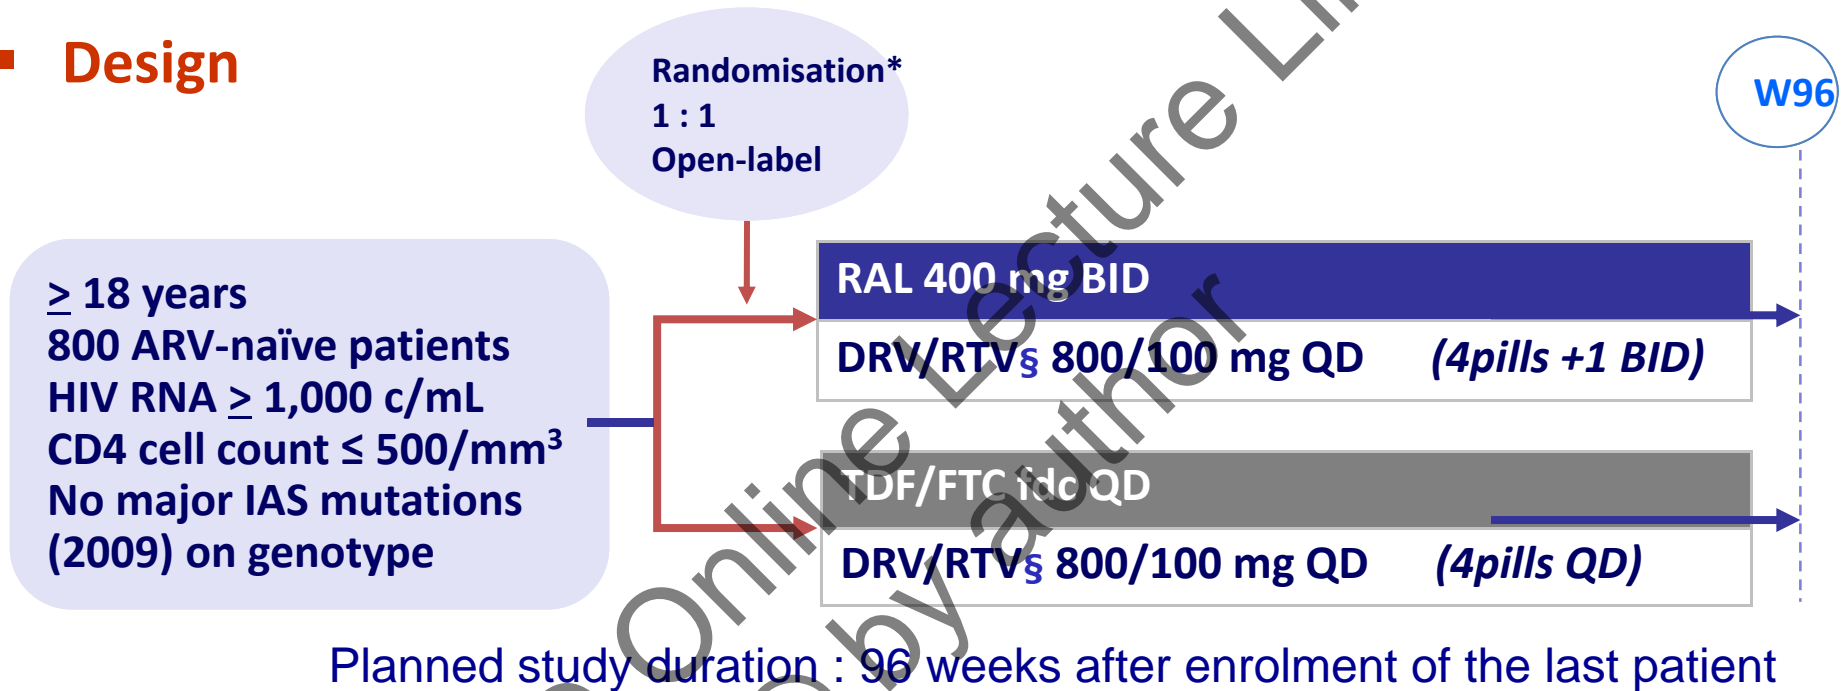 Design
Randomisation*
1 : 1
Open-label
W96
≥ 18 years
800 ARV-naïve patients
HIV RNA ≥ 1,000 c/mL
CD4 cell count ≤ 500/mm³
No major IAS mutations
(2009) on genotype
RAL 400 mg BID
DRV/RTV§ 800/100 mg QD (4pills +1 BID)
TDF/FTC fdc QD
DRV/RTV§ 800/100 mg QD (4pills QD)
Planned study duration : 96 weeks after enrolment of the last patient
Online Lecture
by author